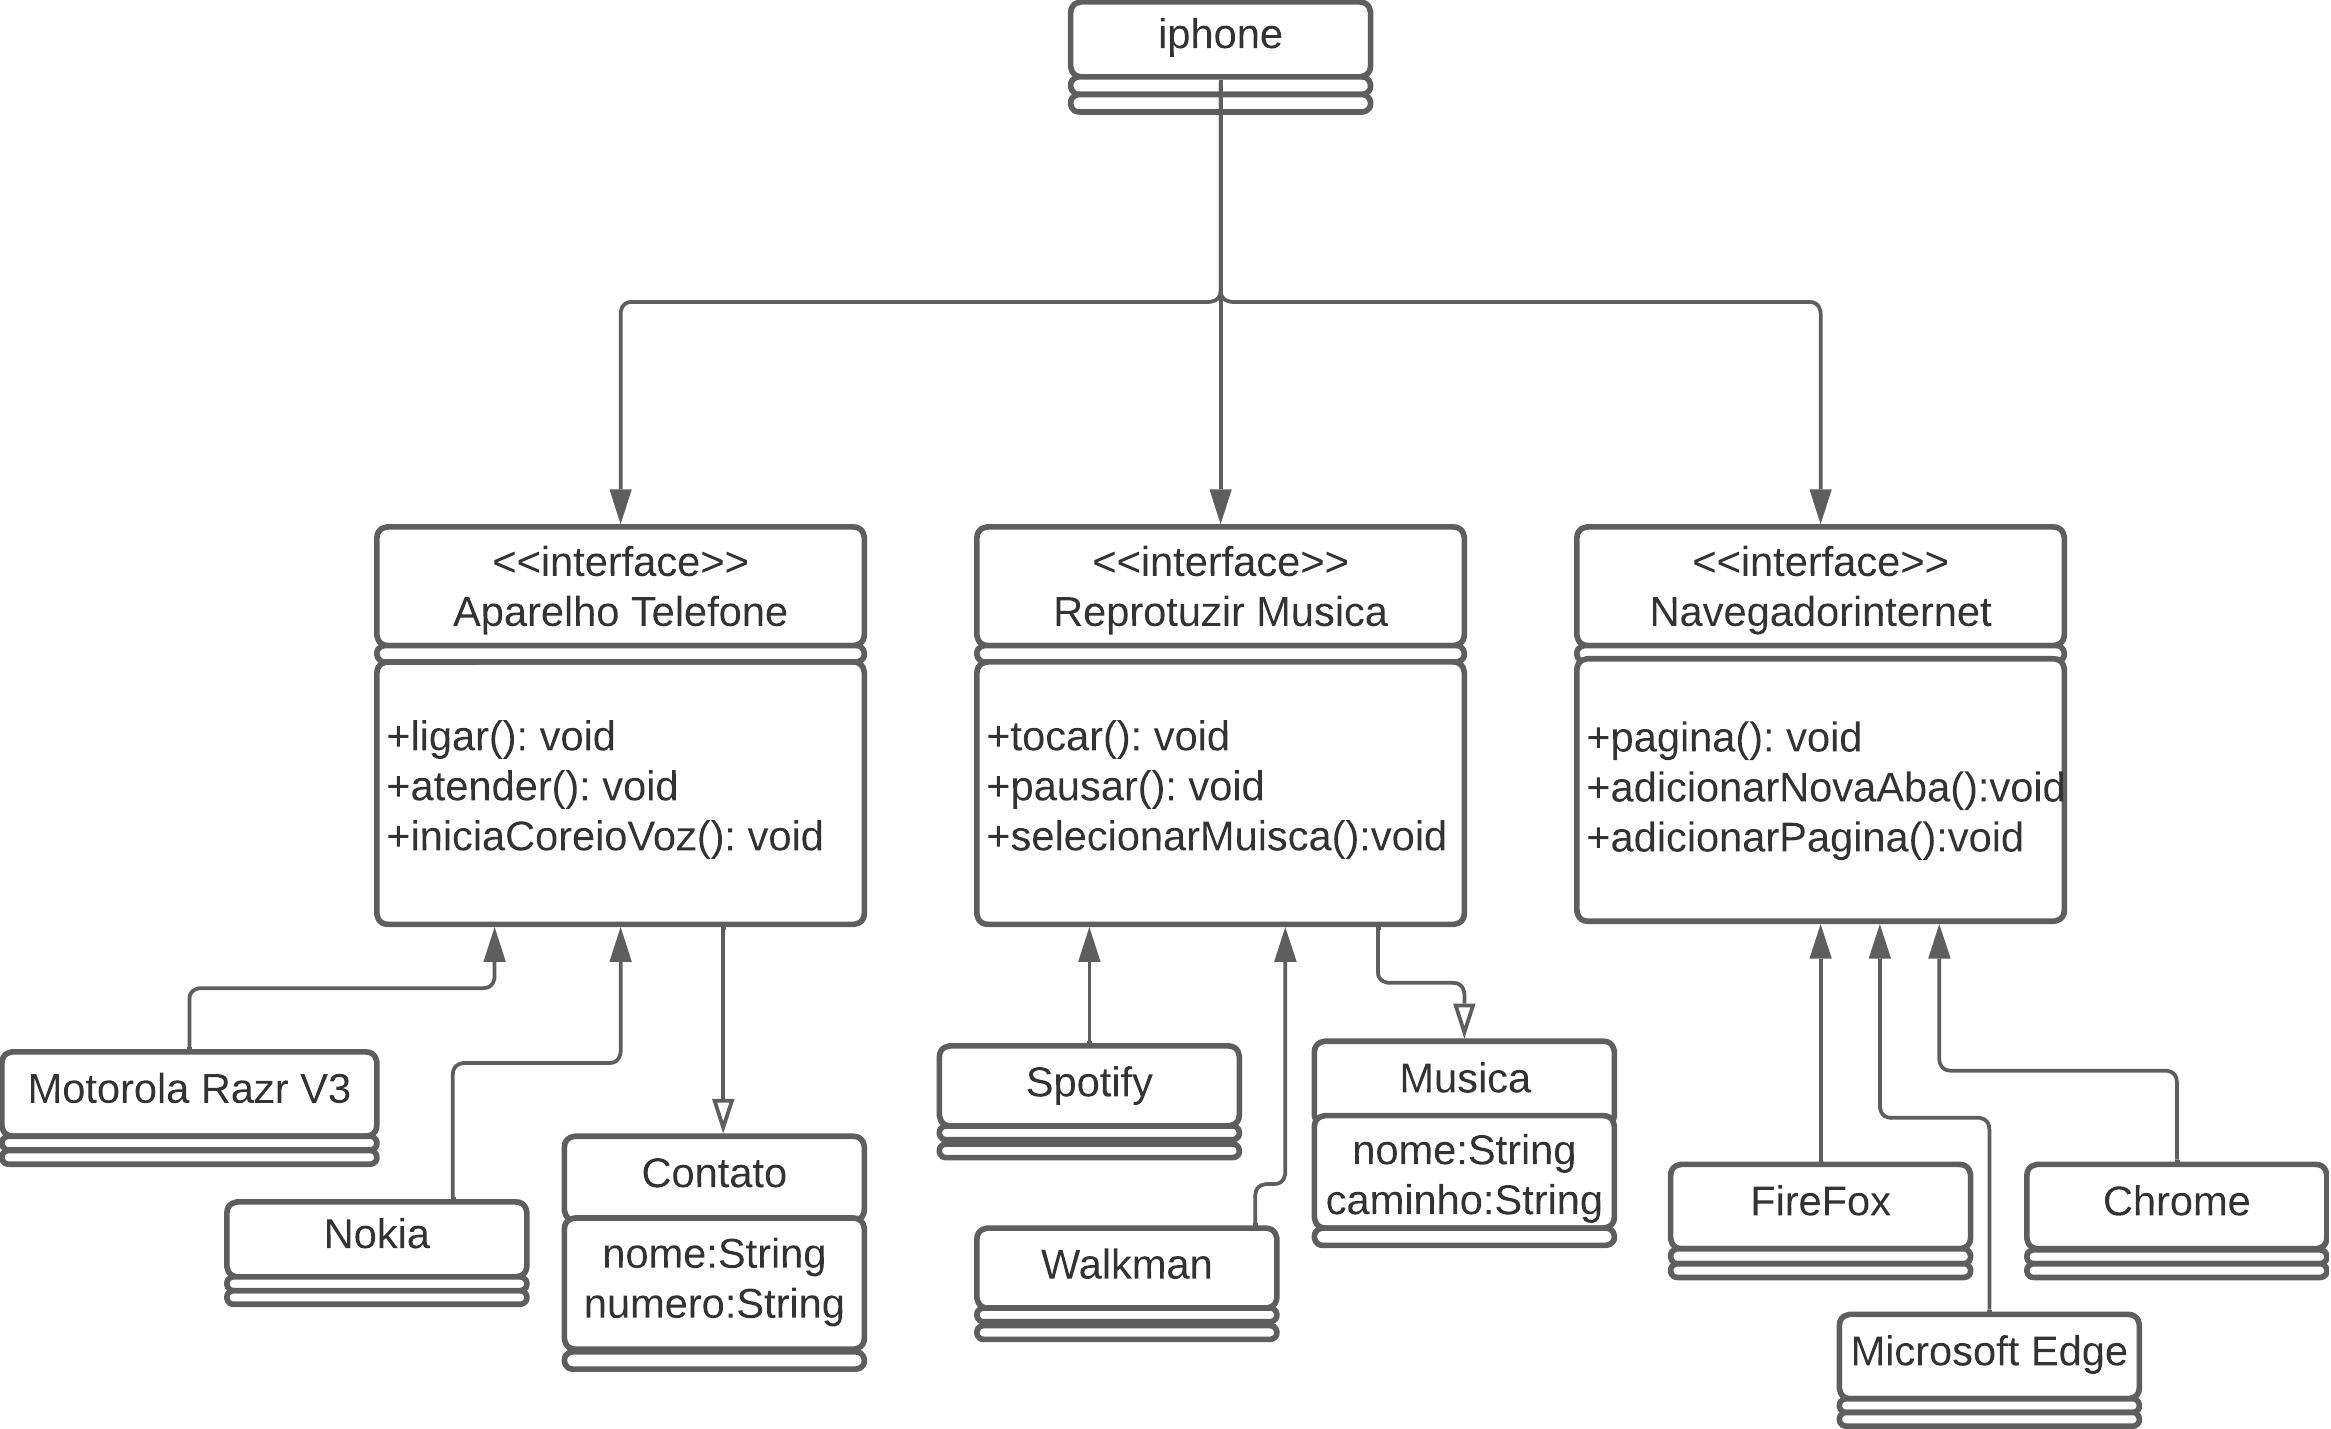 iphone
<<interface>>
Aparelho Telefone
+ligar(): void
+atender(): void
+iniciaCoreioVoz(): void
<<interface>>
Reprotuzir Musica
+tocar(): void
+pausar(): void
+selecionarMuisca():void
<<interface>>
Navegadorinternet
+pagina(): void
+adicionarNovaAba():void
+adicionarPagina():void
Motorola Razr V3
Nokia
Contato
nome:String
numero:String
Spotify
Walkman
Musica
nome:String
caminho:String
FireFox
Microsoft Edge
Chrome